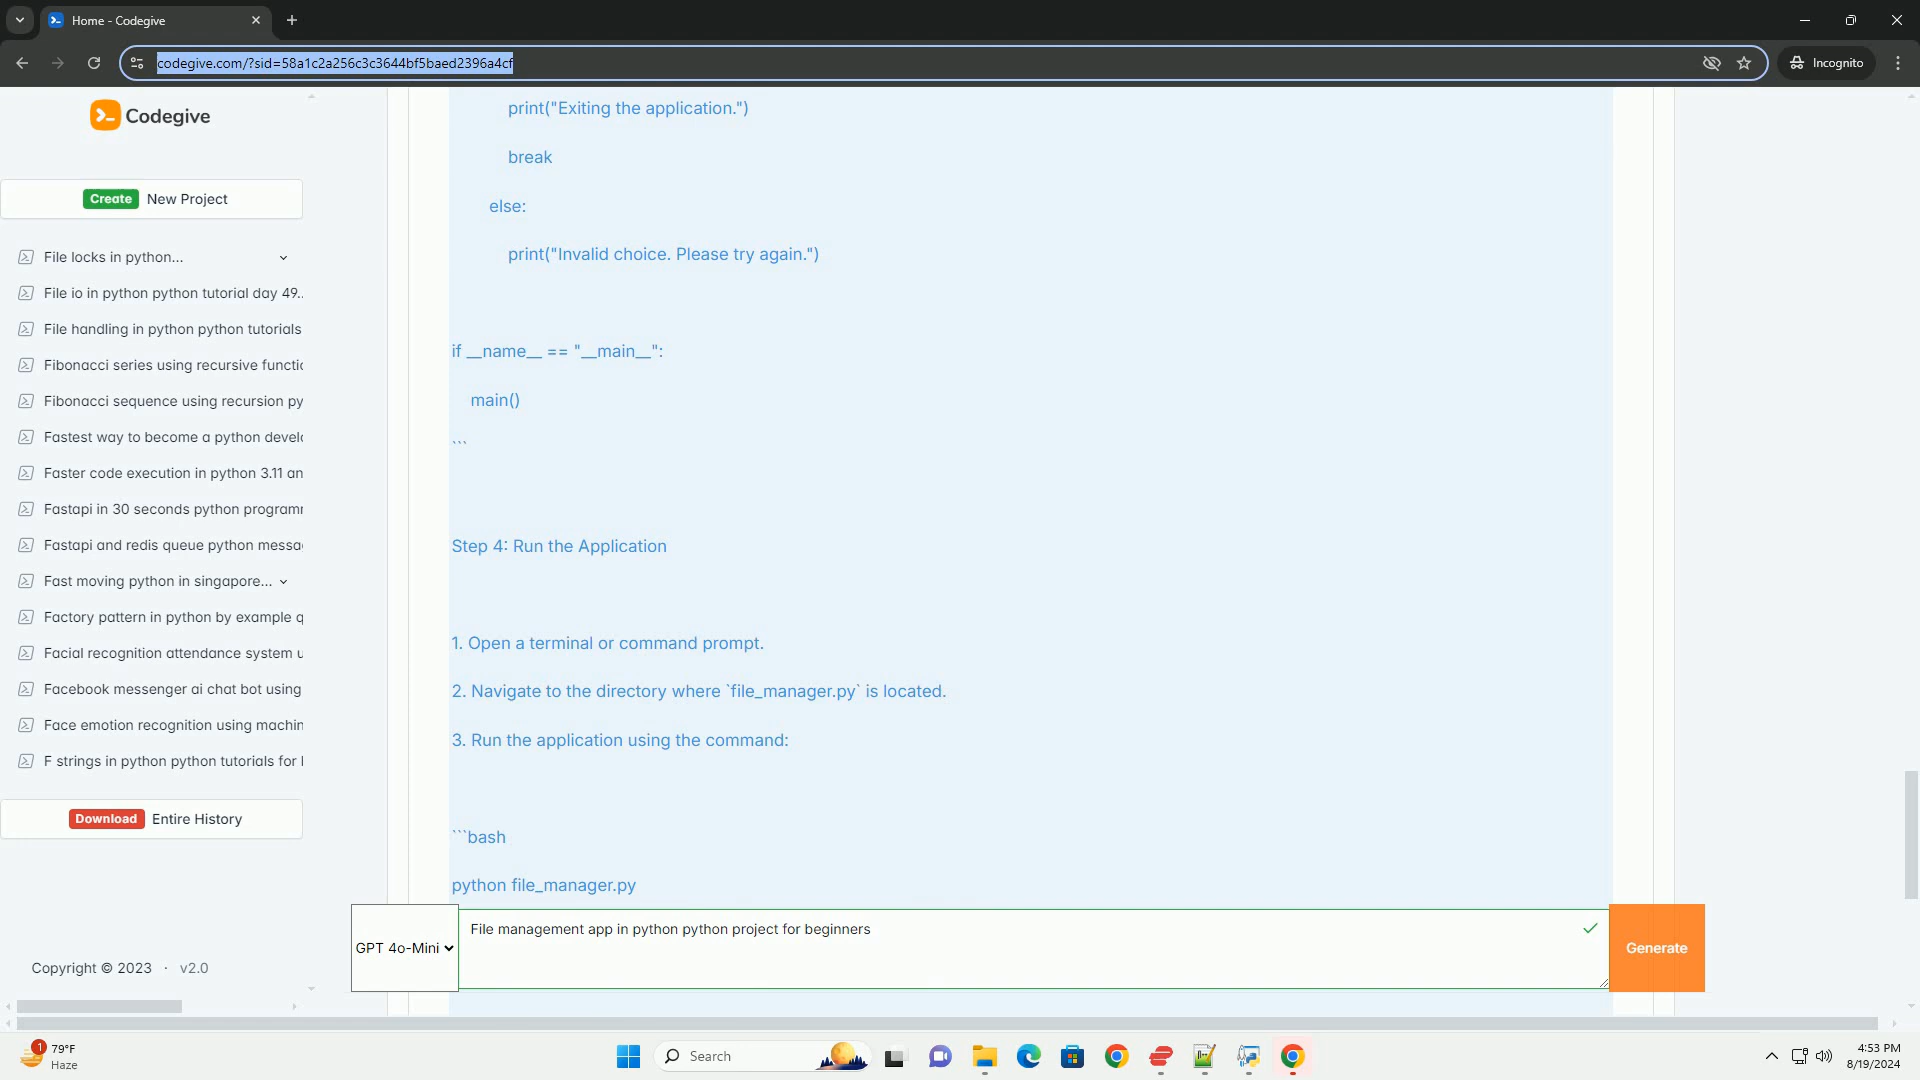 Home - Codegive
codegive.com/?sid=58a1c2a256c3c3644bf5baed2396a4cf
Incognito
Codegive
Create New Project
File locks in python...
File io in python python tutorial day 49..
File handling in python python tutorials
Fibonacci series using recursive functic
Fibonacci sequence using recursion py
Fastest way to become a python develc
Faster code execution in python 3.11 an
Fastapi in 30 seconds python programr
Fastapi and redis queue python messa
Fast moving python in singapore...
Factory pattern in python by example q
Facial recognition attendance system u
Facebook messenger ai chat bot using
Face emotion recognition using machin
F strings in python python tutorials for l
Download Entire History
Copyright © 2023 · v2.0
print("Exiting the application.")
break
else:
print("Invalid choice. Please try again.")
if __name__ == "__main__":
main()
```
Step 4: Run the Application
1. Open a terminal or command prompt.
2. Navigate to the directory where `file_manager.py` is located.
3. Run the application using the command:
```bash
python file_manager.py
GPT 4o-Mini
File management app in python python project for beginners
Generate
1
79°F
Haze
Search
4:53 PM
8/19/2024